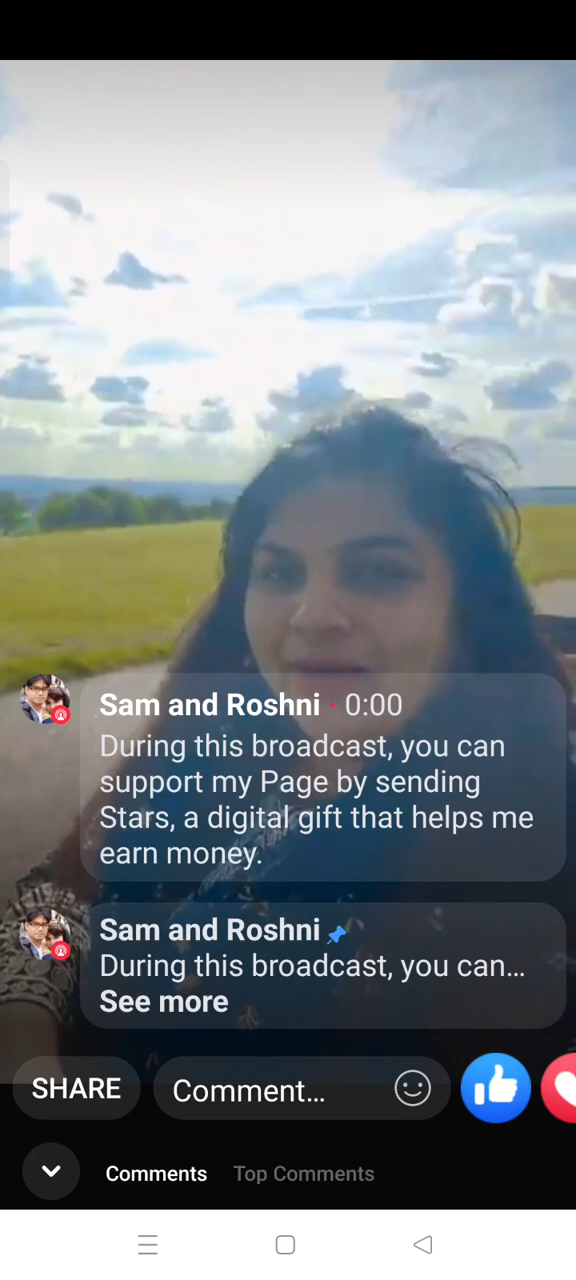 Sam and Roshni · 0:00
During this broadcast, you can
support my Page by sending
Stars, a digital gift that helps me
earn money.
Sam and Roshni
During this broadcast, you can...
See more
SHARE
Comment...
Comments
Top Comments